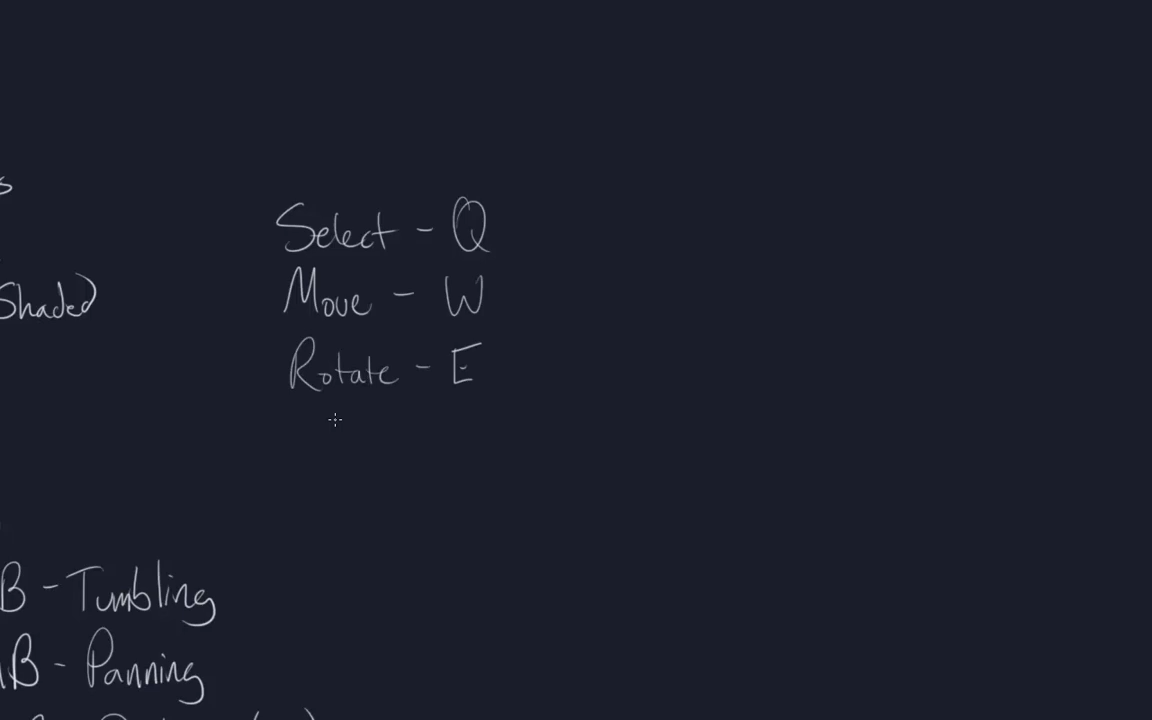 s
Shaded)
Select - Q
Move - W
Rotate - E
B - Tumbling
B - Panning